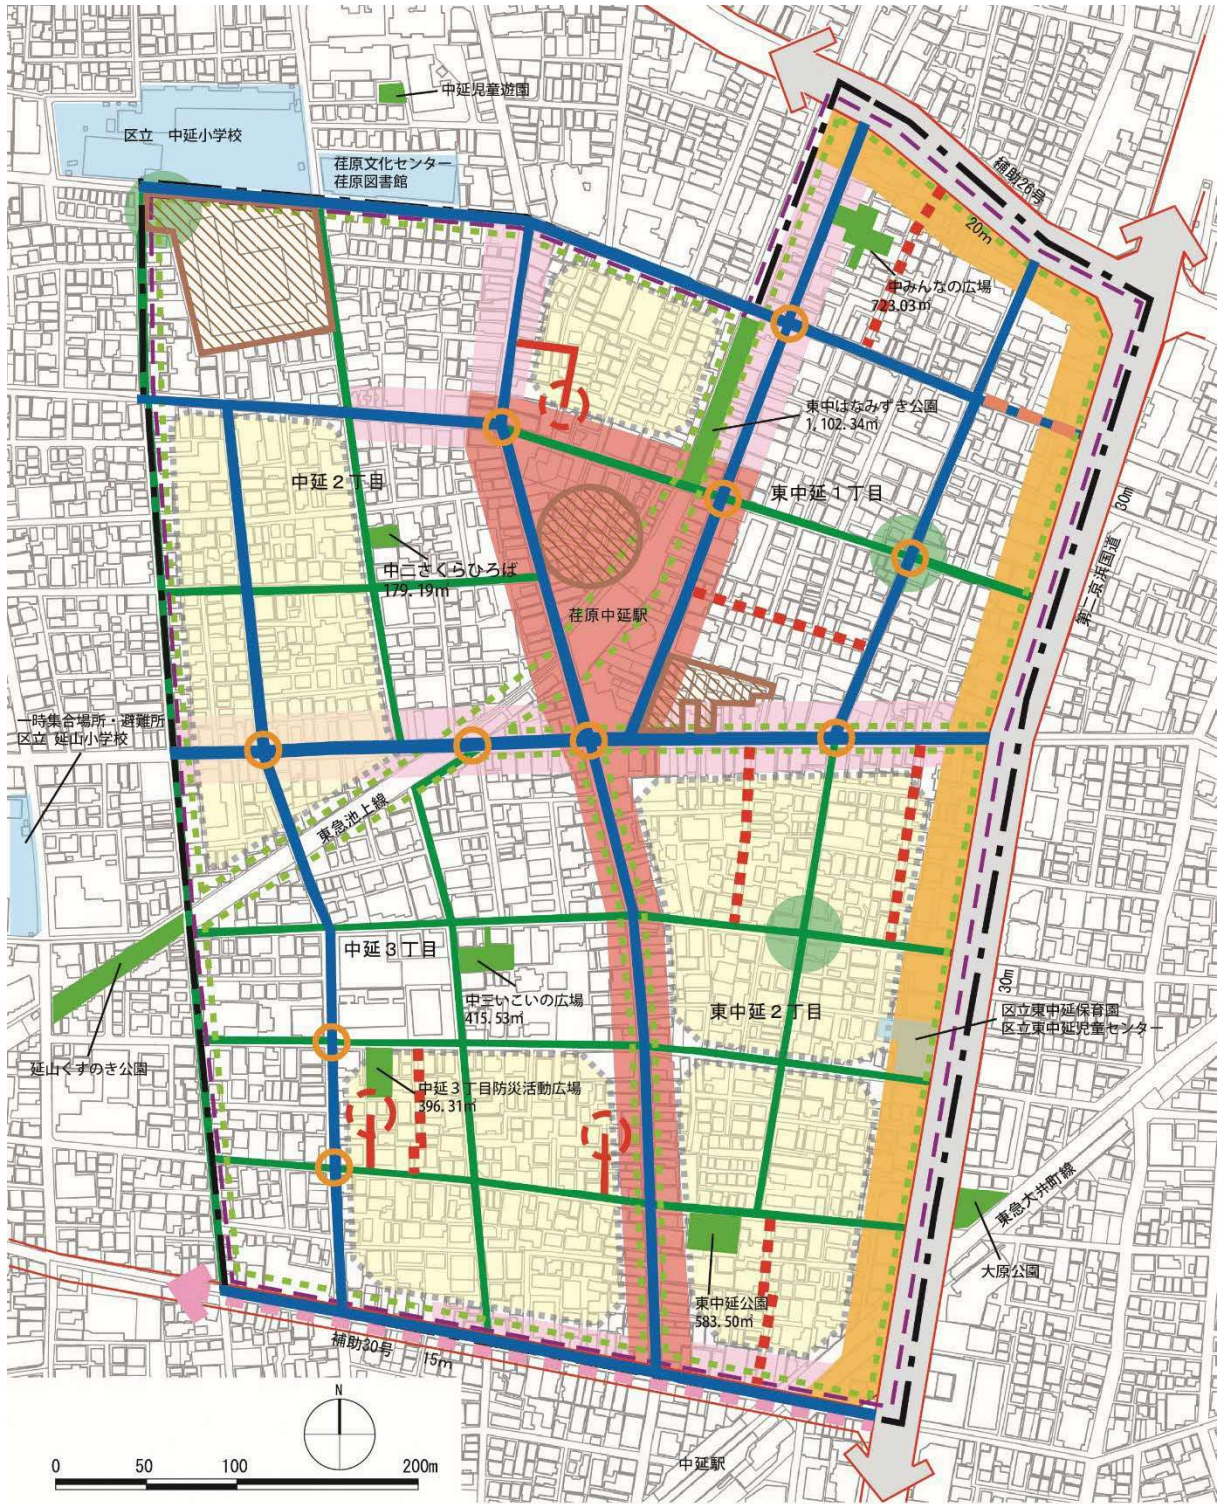 中延児童遊園
区立 中延小学校
荏原文化センター
荏原図書館
補助26号
20m
中みんなの広場
723.03㎡
東中はなみずき公園
1,102.34㎡
中延2丁目
東中延1丁目
30m
第二京浜国道
中二さくらひろば
179.19㎡
荏原中延駅
一時集合場所・避難所
区立 延山小学校
東急池上線
中延3丁目
中三いこいの広場
415.53㎡
東中延2丁目
30m
区立東中延保育園
区立東中延児童センター
延山くすのき公園
中延3丁目防災活動広場
396.31㎡
東急大井町線
大原公園
東中延公園
583.50㎡
補助30号
15m
N
0 50 100 200m
中延駅